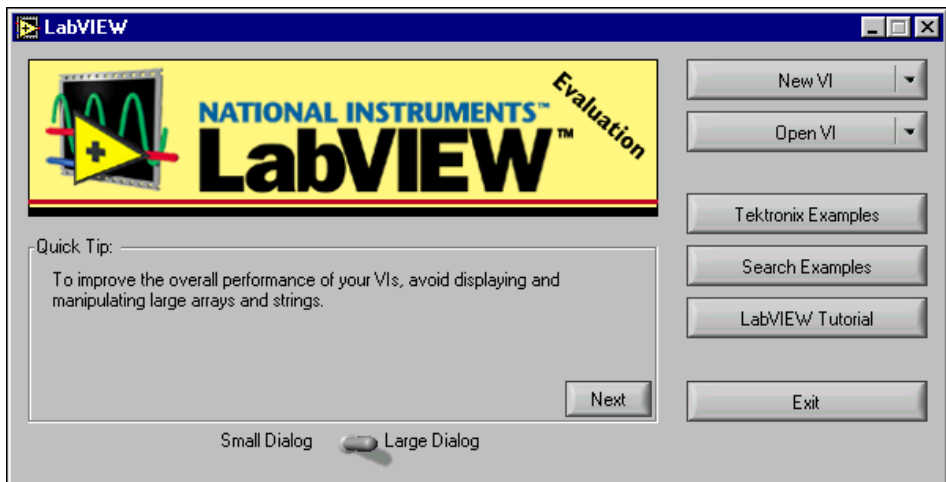 LabVIEW
NATIONAL INSTRUMENTS™
LabVIEW™
Evaluation
New VI
Open VI
Tektronix Examples
Search Examples
LabVIEW Tutorial
Exit
Quick Tip:
To improve the overall performance of your VIs, avoid displaying and
manipulating large arrays and strings.
Next
Small Dialog Large Dialog